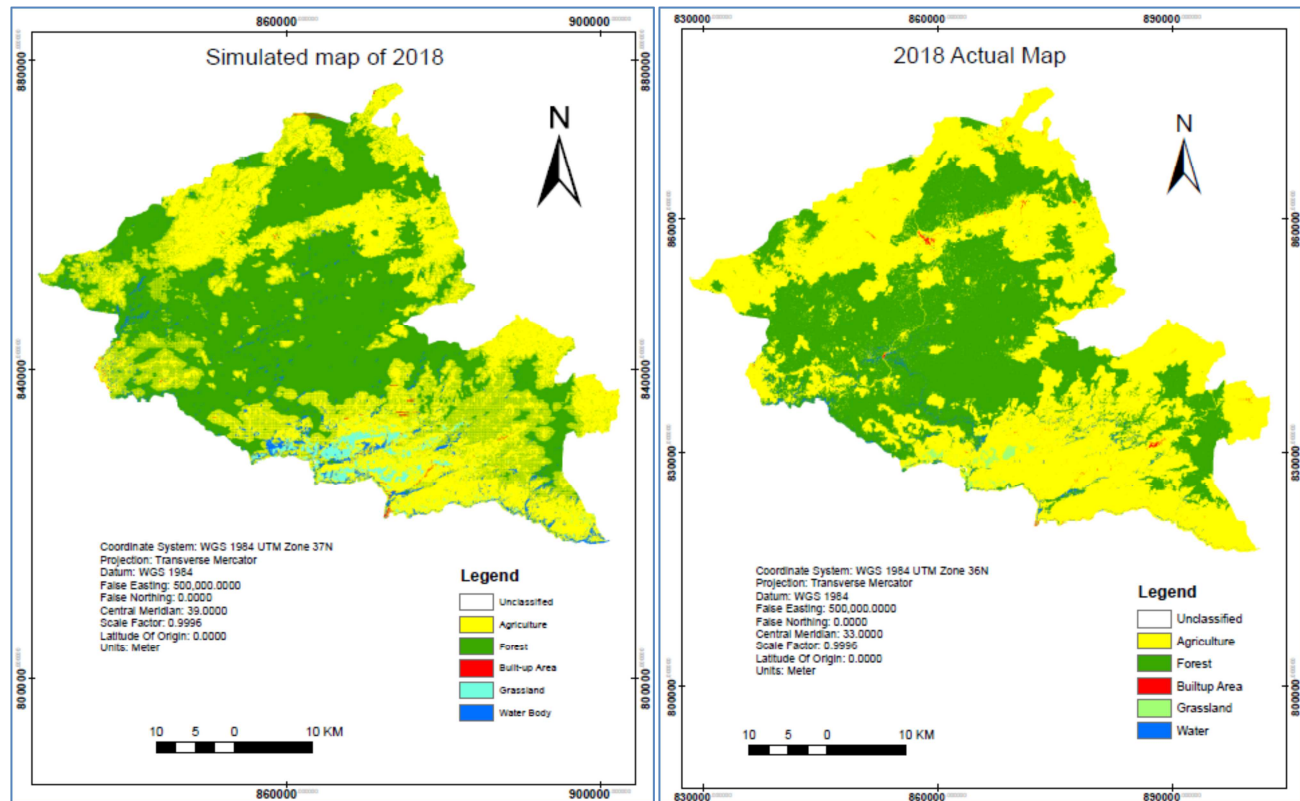 860000
900000
Simulated map of 2018
N
880000
880000
840000
840000
800000
800000
Coordinate System: WGS 1984 UTM Zone 37N
Projection: Transverse Mercator
Datum: WGS 1984
False Easting: 500,000.0000
False Northing: 0.0000
Central Meridian: 39.0000
Scale Factor: 0.9996
Latitude Of Origin: 0.0000
Units: Meter
Legend
Unclassified
Agriculture
Forest
Built-up Area
Grassland
Water Body
10 5 0 10 KM
860000
900000
830000
860000
890000
2018 Actual Map
N
860000
860000
830000
830000
800000
800000
Coordinate System: WGS 1984 UTM Zone 36N
Projection: Transverse Mercator
Datum: WGS 1984
False Easting: 500,000.0000
False Northing: 0.0000
Central Meridian: 33.0000
Scale Factor: 0.9996
Latitude Of Origin: 0.0000
Units: Meter
Legend
Unclassified
Agriculture
Forest
Builtup Area
Grassland
Water
10 5 0 10 KM
830000
860000
890000